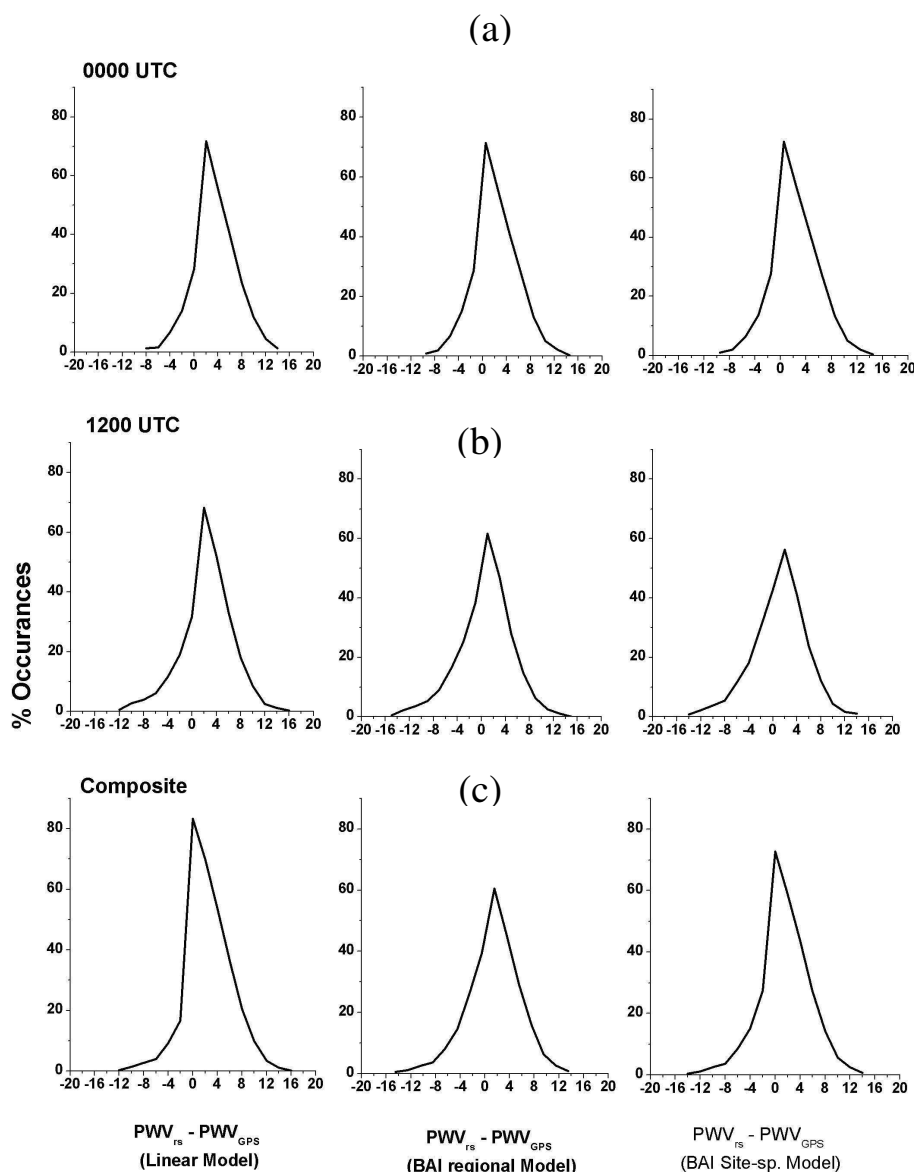 (a)
0000 UTC
80
60
40
20
0
-20 -16 -12 -8 -4 0 4 8 12 16 20
80
60
40
20
0
-20 -16 -12 -8 -4 0 4 8 12 16 20
80
60
40
20
0
-20 -16 -12 -8 -4 0 4 8 12 16 20
1200 UTC
(b)
80
60
40
20
0
-20 -16 -12 -8 -4 0 4 8 12 16 20
80
60
40
20
0
-20 -16 -12 -8 -4 0 4 8 12 16 20
80
60
40
20
0
-20 -16 -12 -8 -4 0 4 8 12 16 20
% Occurances
Composite
(c)
80
60
40
20
0
-20 -16 -12 -8 -4 0 4 8 12 16 20
80
60
40
20
0
-20 -16 -12 -8 -4 0 4 8 12 16 20
80
60
40
20
0
-20 -16 -12 -8 -4 0 4 8 12 16 20
PWVrs - PWVGPS
(Linear Model)
PWVrs - PWVGPS
(BAI regional Model)
PWVrs - PWVGPS
(BAI Site-sp. Model)